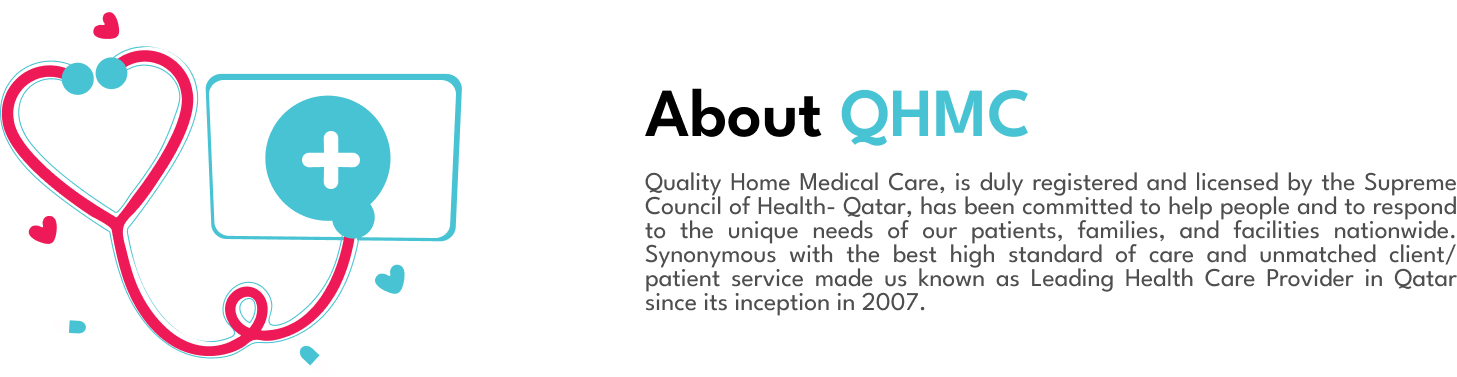 About QHMC
Quality Home Medical Care, is duly registered and licensed by the Supreme
Council of Health- Qatar, has been committed to help people and to respond
to the unique needs of our patients, families, and facilities nationwide.
Synonymous with the best high standard of care and unmatched client/
patient service made us known as Leading Health Care Provider in Qatar
since its inception in 2007.